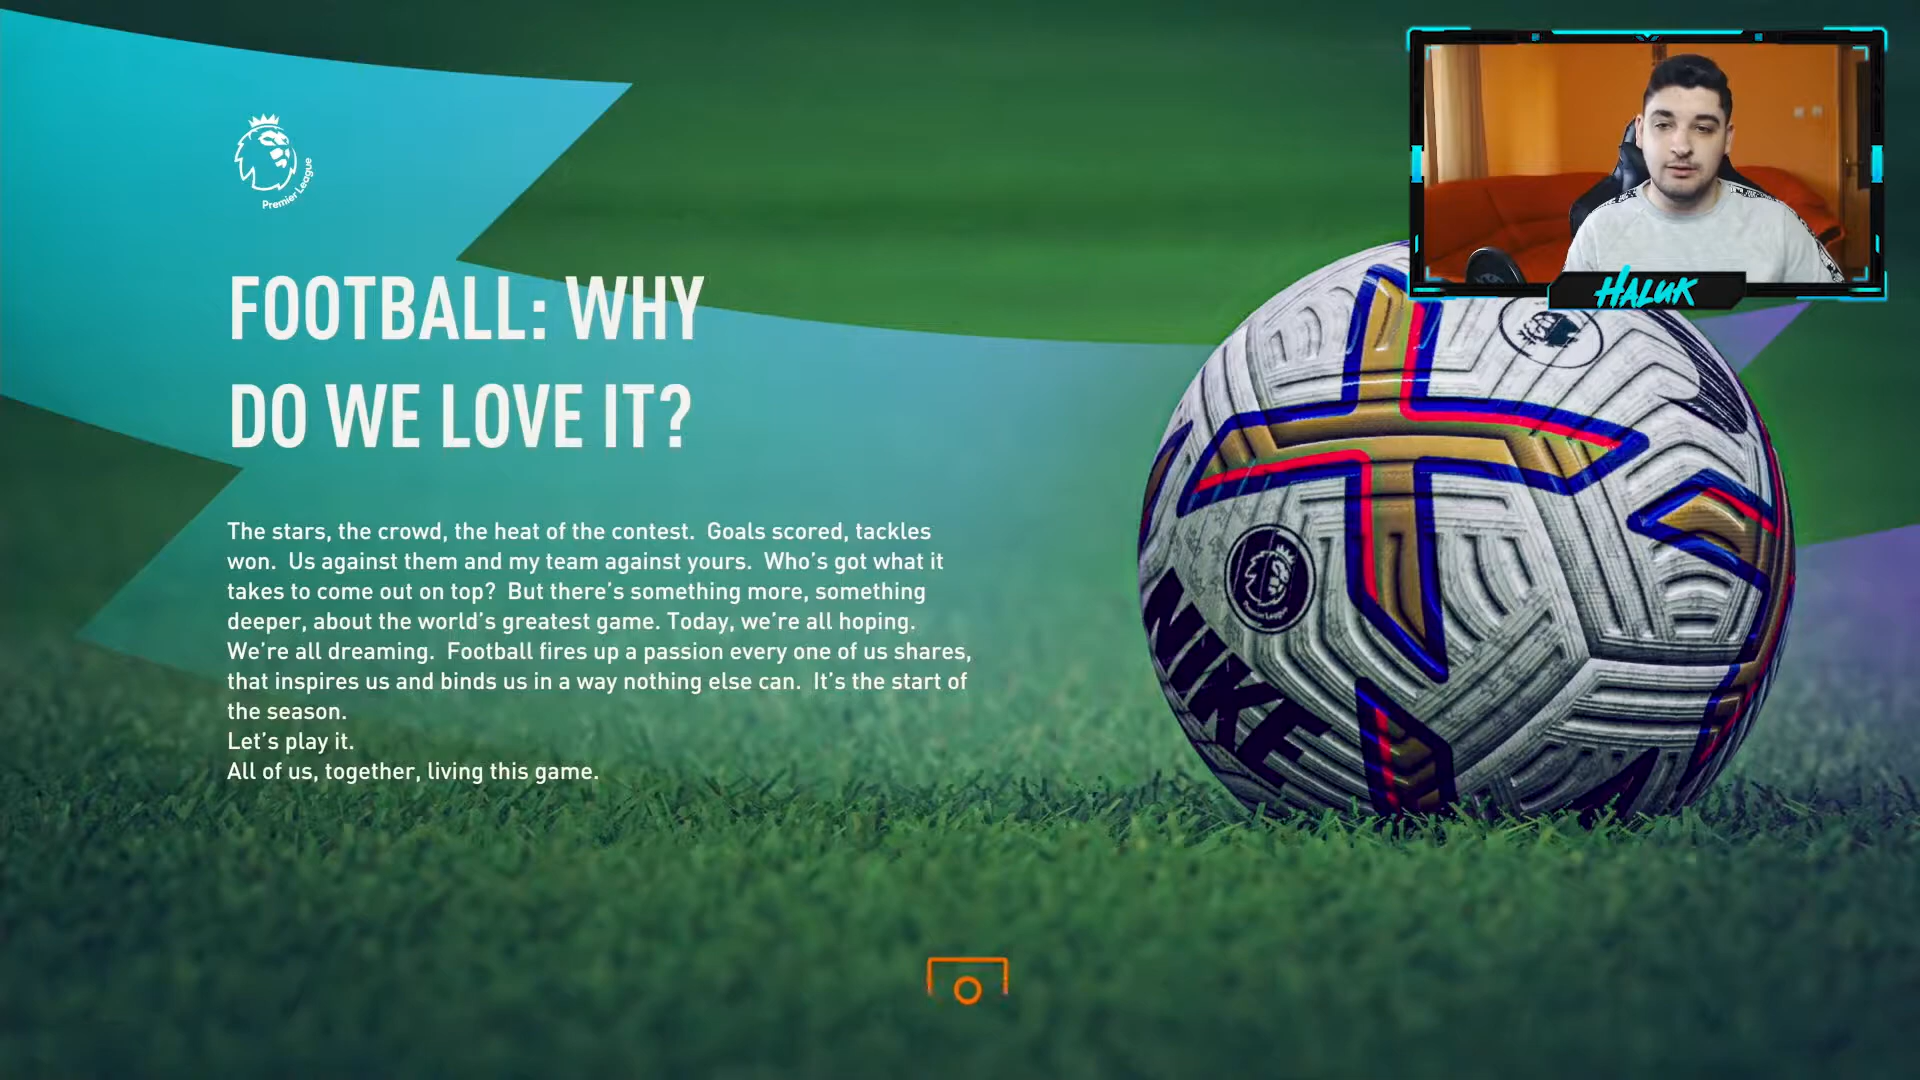 Premier League
FOOTBALL: WHY
DO WE LOVE IT?
The stars, the crowd, the heat of the contest.  Goals scored, tackles
won.  Us against them and my team against yours.  Who’s got what it
takes to come out on top?  But there’s something more, something
deeper, about the world’s greatest game. Today, we’re all hoping.
We’re all dreaming.  Football fires up a passion every one of us shares,
that inspires us and binds us in a way nothing else can.  It’s the start of
the season.
Let’s play it.
All of us, together, living this game.
HALUK
Premier League
NIKE